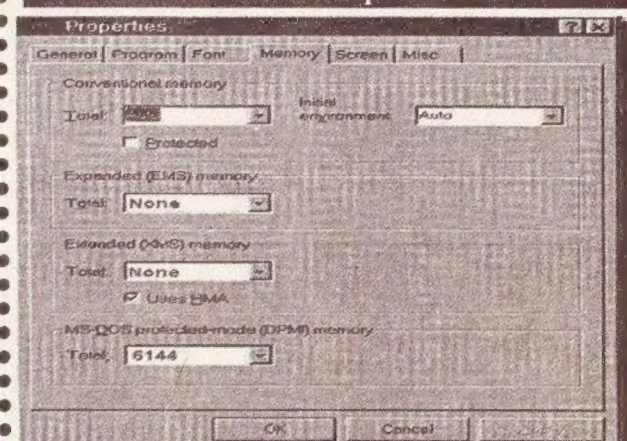 Properties
General Program Font Memory Screen Misc
Conventional memory
Total: Auto Initial environment: Auto
Protected
Expanded (EMS) memory
Total: None
Extended (XMS) memory
Total: None
Uses HMA
MS-DOS protected-mode (DPMI) memory
Total: 6144
OK Cancel